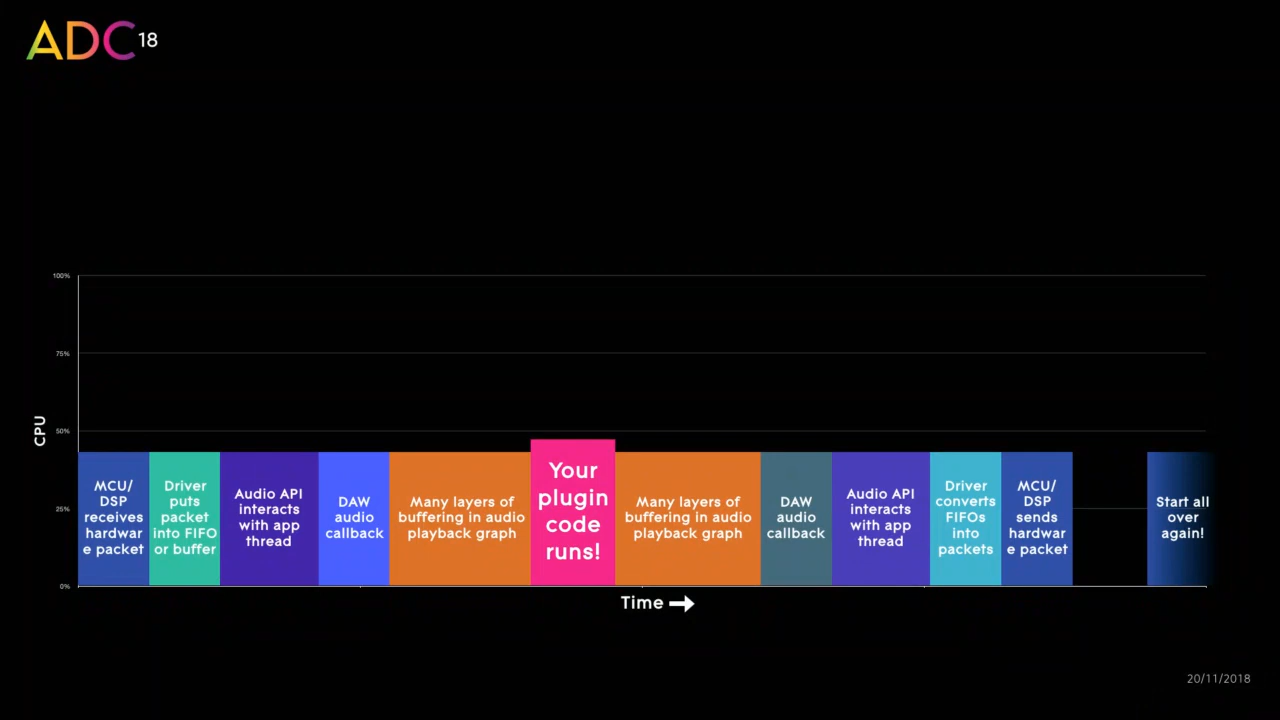 ADC18
100%
75%
50%
25%
0%
CPU
MCU/
DSP
receives
hardwar
e packet
Driver
puts
packet
into FIFO
or buffer
Audio API
interacts
with app
thread
DAW
audio
callback
Many layers of
buffering in audio
playback graph
Your
plugin
code
runs!
Many layers of
buffering in audio
playback graph
DAW
audio
callback
Audio API
interacts
with app
thread
Driver
converts
FIFOs
into
packets
MCU/
DSP
sends
hardwar
e packet
Start all
over
again!
Time
20/11/2018